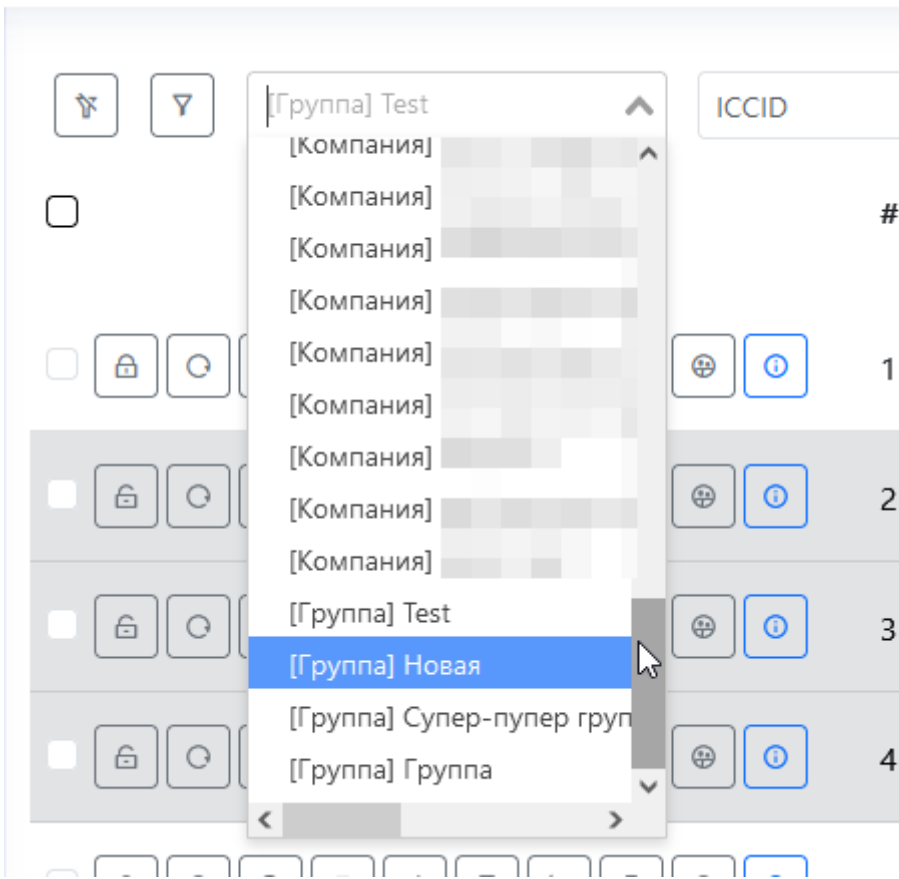 [Группа] Test
ICCID
[Компания]
[Компания]
#
[Компания]
[Компания]
[Компания]
1
[Компания]
[Компания]
[Компания]
2
[Компания]
[Группа] Test
3
[Группа] Новая
[Группа] Супер-пупер груп
[Группа] Группа
4